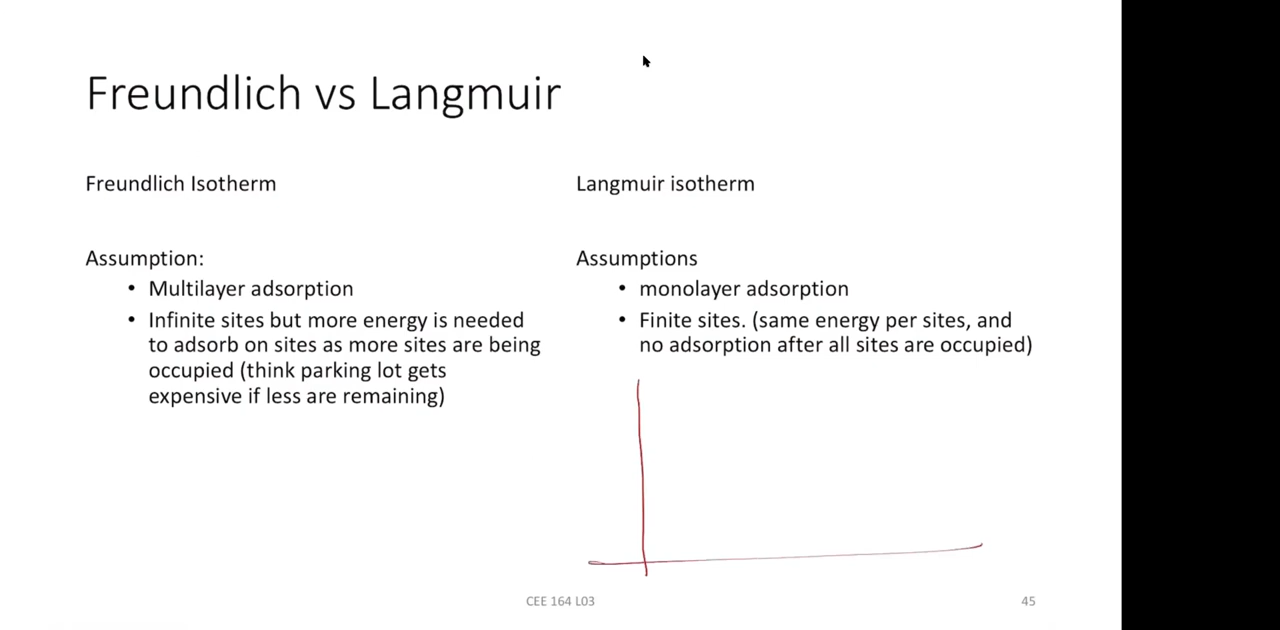 Freundlich vs Langmuir
Freundlich Isotherm
Assumption:
• Multilayer adsorption
• Infinite sites but more energy is needed
to adsorb on sites as more sites are being
occupied (think parking lot gets
expensive if less are remaining)
Langmuir isotherm
Assumptions
• monolayer adsorption
• Finite sites. (same energy per sites, and
no adsorption after all sites are occupied)
CEE 164 L03
45